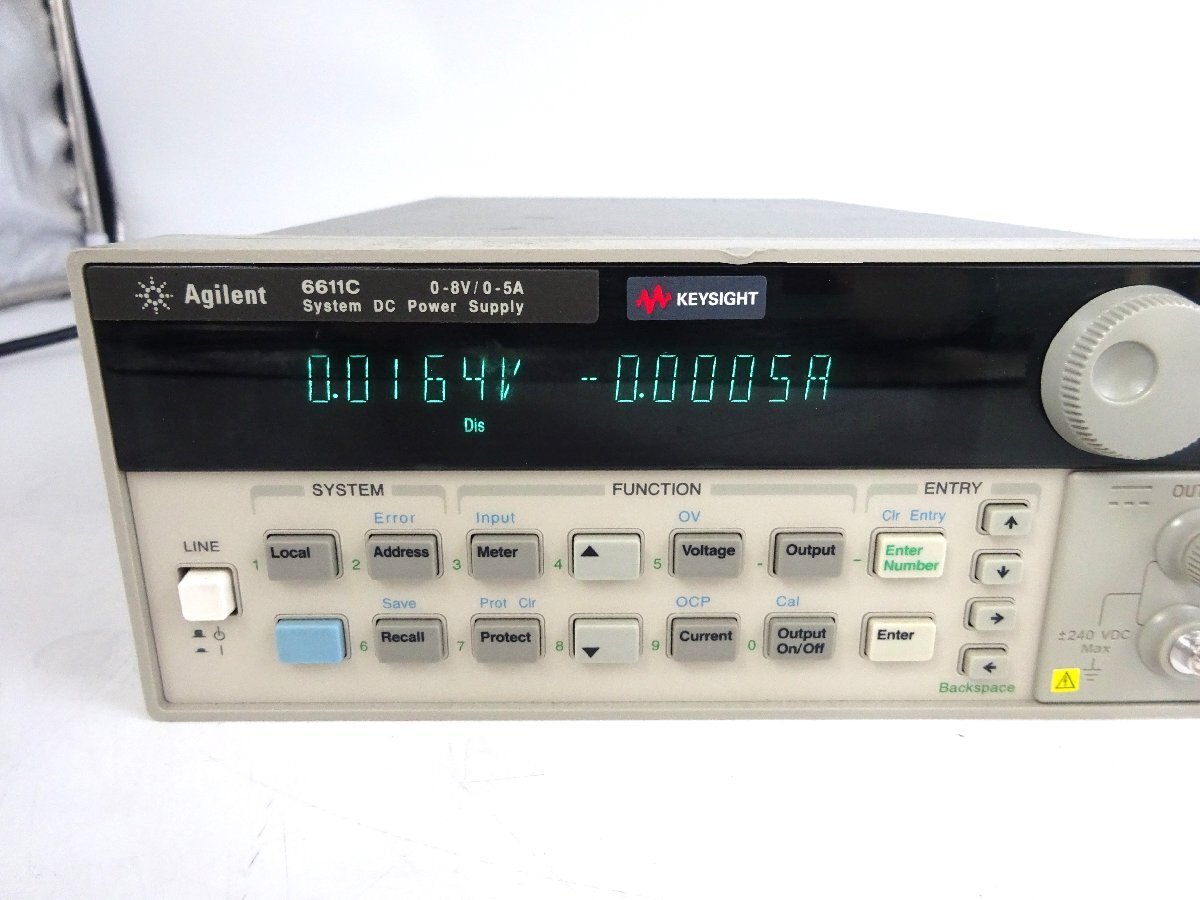 Agilent 6611C 0-8V/0-5A
System DC Power Supply
KEYSIGHT
0.0164V -0.0005A
Dis
SYSTEM FUNCTION ENTRY
Error Input OV Clr Entry
LINE
1 Local 2 Address 3 Meter 4 ▲ 5 Voltage . Output - Enter Number ↑
↓
Save Prot Clr OCP Cal
6 Recall 7 Protect 8 ▼ 9 Current 0 Output On/Off Enter →
←
Backspace
±240 VDC
Max